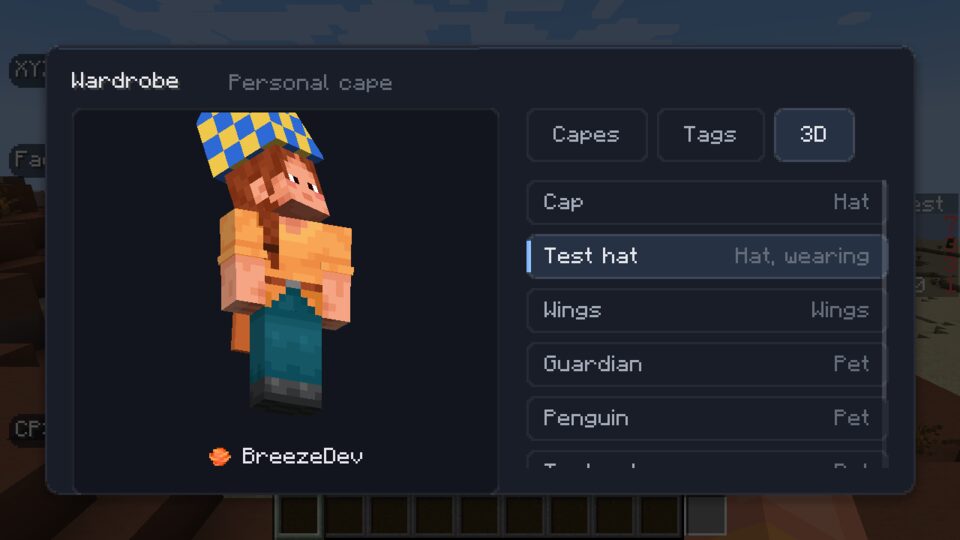 Wardrobe
Personal cape
Capes
Tags
3D
Cap
Hat
Test hat
Hat, wearing
Wings
Wings
Guardian
Pet
Penguin
Pet
BreezeDev